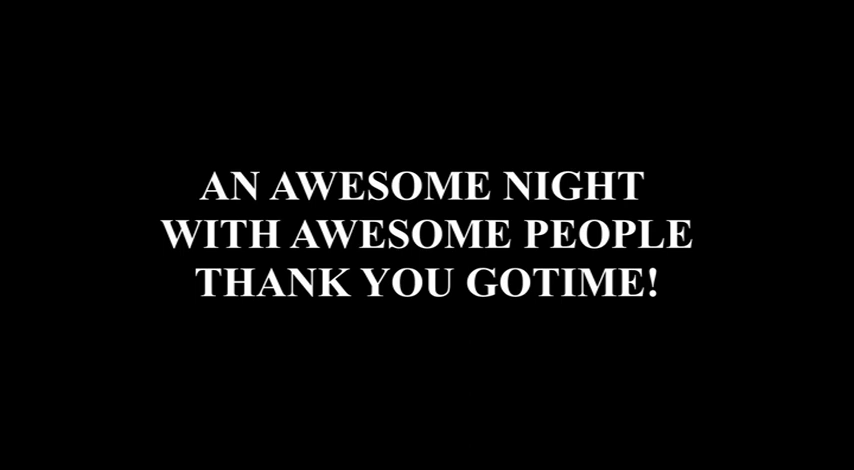 AN AWESOME NIGHT
WITH AWESOME PEOPLE
THANK YOU GOTIME!